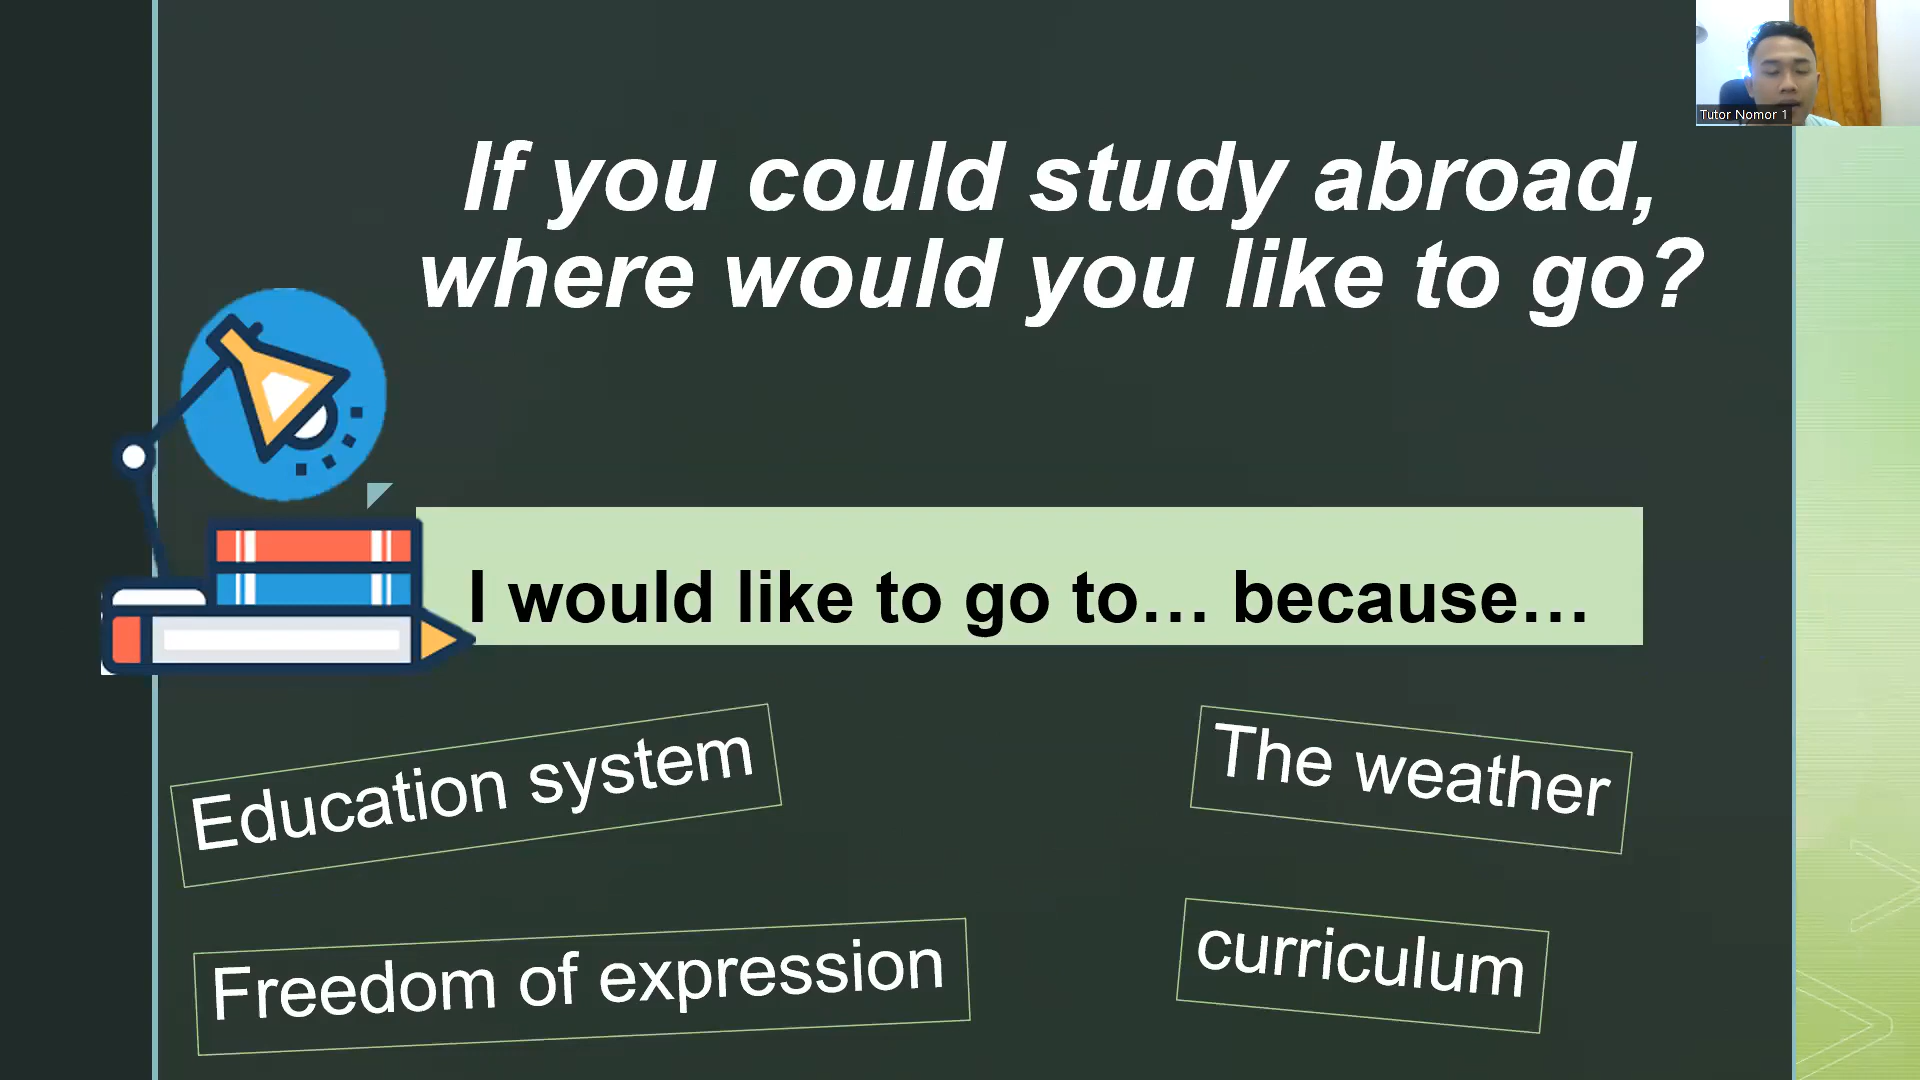 Tutor Nomor 1
If you could study abroad,
where would you like to go?
I would like to go to... because...
Education system
The weather
Freedom of expression
curriculum